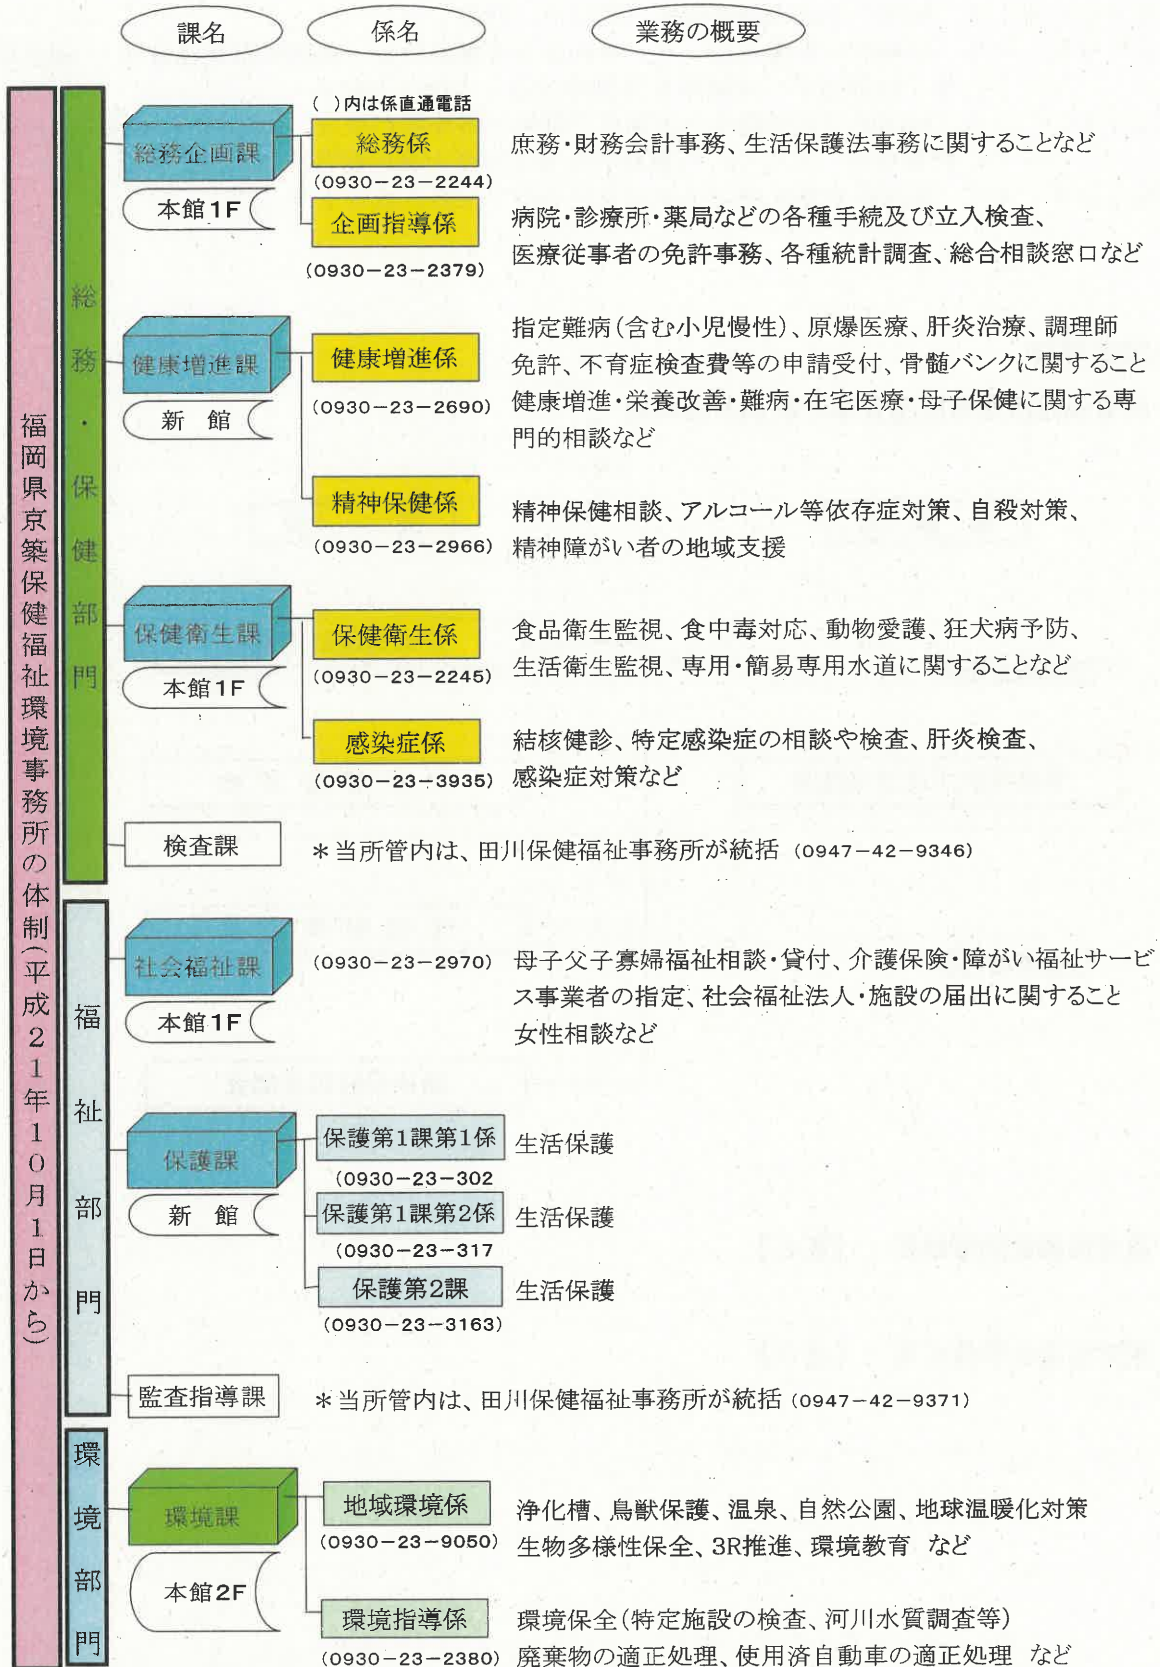 課名
係名
業務の概要
福岡県京築保健福祉環境事務所の体制(平成21年10月1日から)
総務・保健部門
( )内は係直通電話
総務企画課
本館1F
総務係
(0930-23-2244)
庶務・財務会計事務、生活保護法事務に関することなど
企画指導係
(0930-23-2379)
病院・診療所・薬局などの各種手続及び立入検査、
医療従事者の免許事務、各種統計調査、総合相談窓口など
健康増進課
新 館
健康増進係
(0930-23-2690)
指定難病(含む小児慢性)、原爆医療、肝炎治療、調理師
免許、不育症検査費等の申請受付、骨髄バンクに関すること
健康増進・栄養改善・難病・在宅医療・母子保健に関する専
門的相談など
精神保健係
(0930-23-2966)
精神保健相談、アルコール等依存症対策、自殺対策、
精神障がい者の地域支援
保健衛生課
本館1F
保健衛生係
(0930-23-2245)
食品衛生監視、食中毒対応、動物愛護、狂犬病予防、
生活衛生監視、専用・簡易専用水道に関することなど
感染症係
(0930-23-3935)
結核健診、特定感染症の相談や検査、肝炎検査、
感染症対策など
検査課
*当所管内は、田川保健福祉事務所が統括 (0947-42-9346)
福祉部門
社会福祉課
本館1F
(0930-23-2970)
母子父子寡婦福祉相談・貸付、介護保険・障がい福祉サービ
ス事業者の指定、社会福祉法人・施設の届出に関すること
女性相談など
保護課
新 館
保護第1課第1係
(0930-23-302
生活保護
保護第1課第2係
(0930-23-317
生活保護
保護第2課
(0930-23-3163)
生活保護
監査指導課
*当所管内は、田川保健福祉事務所が統括 (0947-42-9371)
環境部門
環境課
本館2F
地域環境係
(0930-23-9050)
浄化槽、鳥獣保護、温泉、自然公園、地球温暖化対策
生物多様性保全、3R推進、環境教育 など
環境指導係
(0930-23-2380)
環境保全(特定施設の検査、河川水質調査等)
廃棄物の適正処理、使用済自動車の適正処理 など